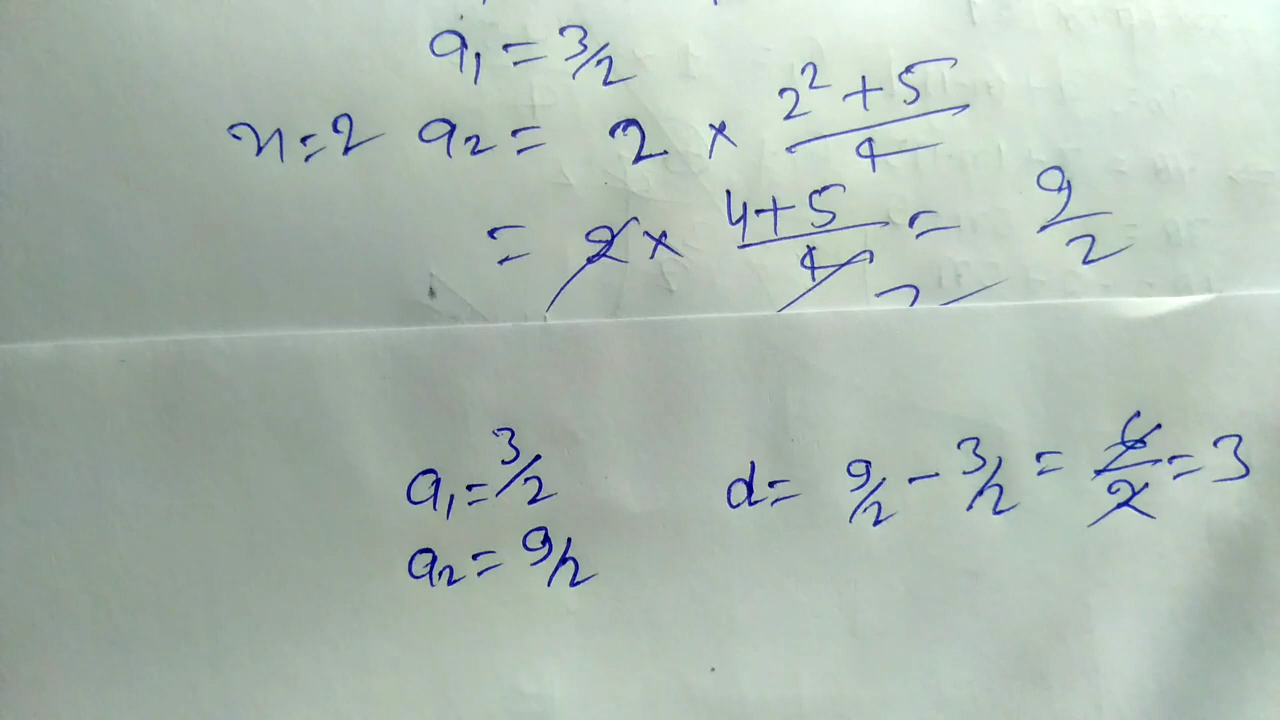 a₁ = 3/2
n=2 a₂ = 2 × (2² + 5)/4
= 2 × (4+5)/4 = 9/2
2
a₁ = 3/2 d = 9/2 - 3/2 = 6/2 = 3
a₂ = 9/2